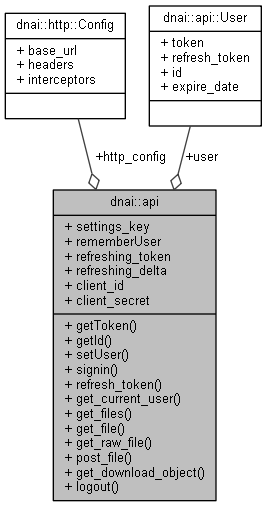 dnai::http::Config
+ base_url
+ headers
+ interceptors
dnai::api::User
+ token
+ refresh_token
+ id
+ expire_date
+http_config
+user
dnai::api
+ settings_key
+ rememberUser
+ refreshing_token
+ refreshing_delta
+ client_id
+ client_secret
+ getToken()
+ getId()
+ setUser()
+ signin()
+ refresh_token()
+ get_current_user()
+ get_files()
+ get_file()
+ get_raw_file()
+ post_file()
+ get_download_object()
+ logout()